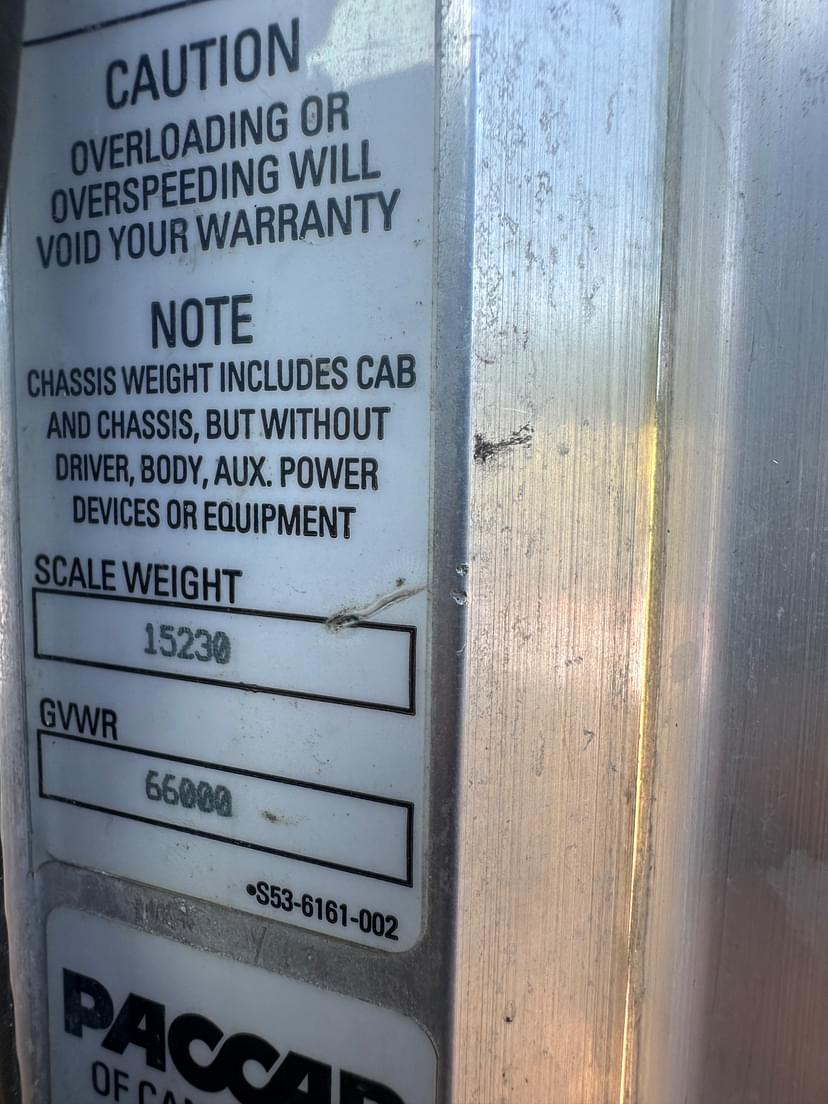 CAUTION
OVERLOADING OR
OVERSPEEDING WILL
VOID YOUR WARRANTY
NOTE
CHASSIS WEIGHT INCLUDES CAB
AND CHASSIS, BUT WITHOUT
DRIVER, BODY, AUX. POWER
DEVICES OR EQUIPMENT
SCALE WEIGHT
15230
GVWR
66000
•S53-6161-002
PACCAR
OF